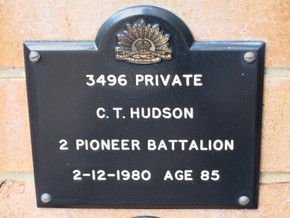 3496 PRIVATE
C. T. HUDSON
2 PIONEER BATTALION
2-12-1980 AGE 85